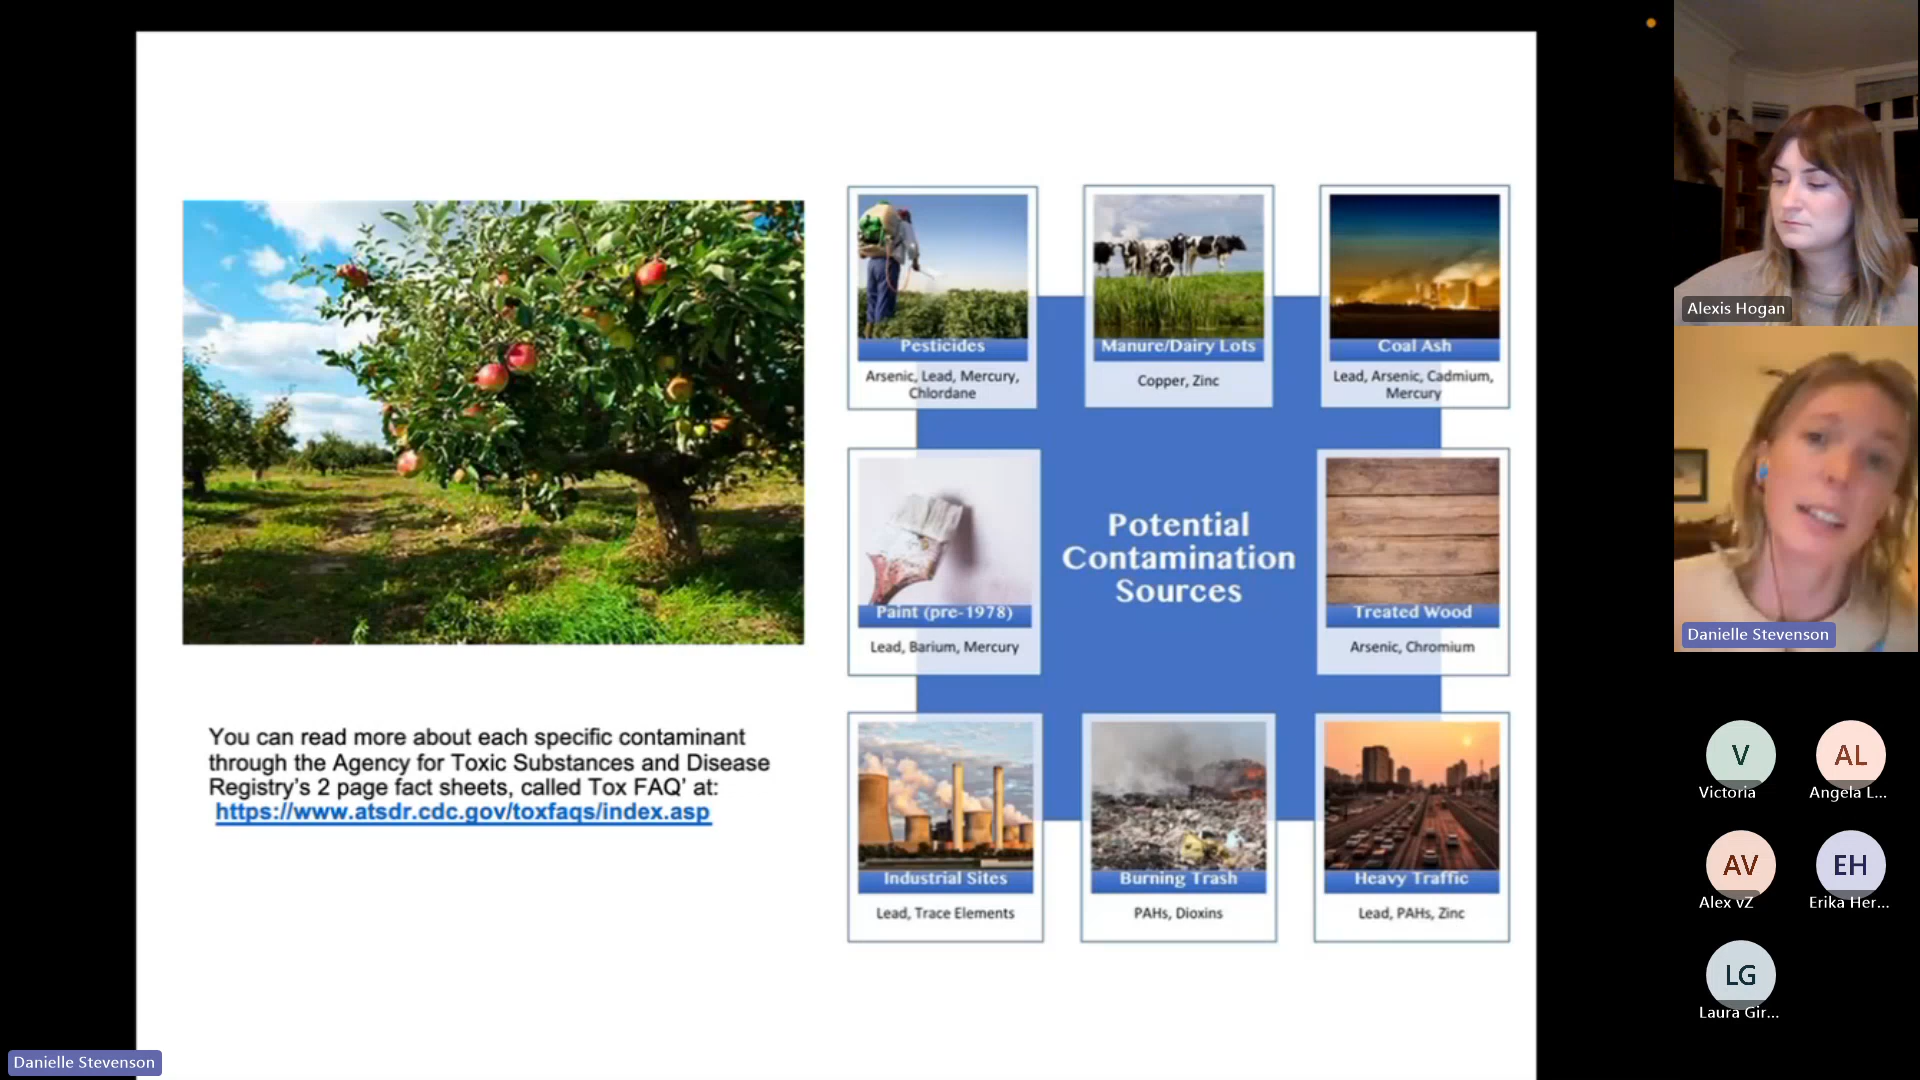 Pesticides
Arsenic, Lead, Mercury,
Chlordane
Manure/Dairy Lots
Copper, Zinc
Coal Ash
Lead, Arsenic, Cadmium,
Mercury
Paint (pre-1978)
Lead, Barium, Mercury
Potential
Contamination
Sources
Treated Wood
Arsenic, Chromium
Industrial Sites
Lead, Trace Elements
Burning Trash
PAHs, Dioxins
Heavy Traffic
Lead, PAHs, Zinc
You can read more about each specific contaminant
through the Agency for Toxic Substances and Disease
Registry's 2 page fact sheets, called Tox FAQ' at:
https://www.atsdr.cdc.gov/toxfaqs/index.asp
Danielle Stevenson
Alexis Hogan
Danielle Stevenson
V
Victoria
AL
Angela L...
AV
Alex vZ
EH
Erika Her...
LG
Laura Gir...